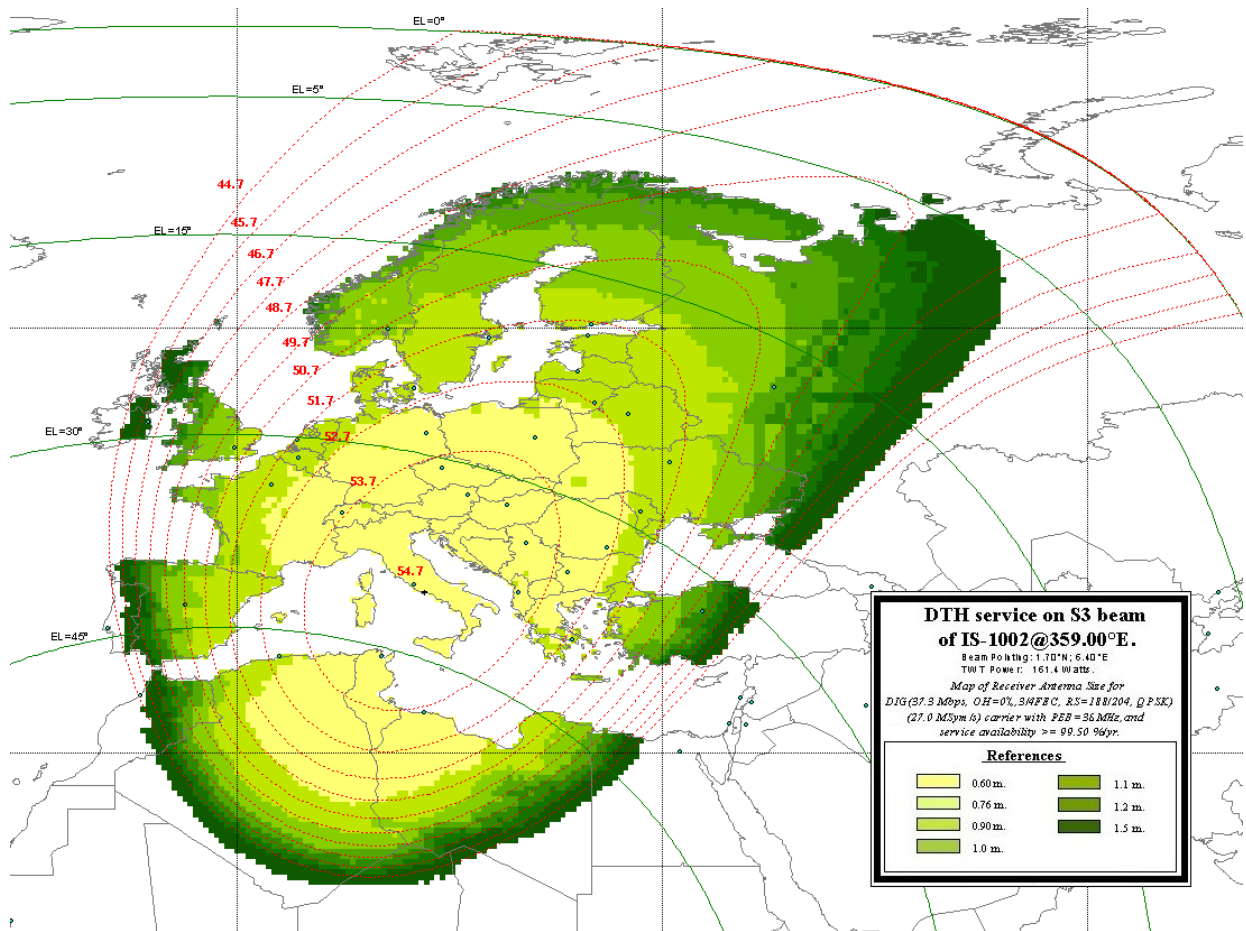 EL=0°
EL=5°
44.7
45.7
EL=15°
46.7
47.7
48.7
49.7
50.7
51.7
EL=30°
52.7
53.7
54.7
EL=45°
DTH service on S3 beam
of IS-1002@359.00°E.
Beam Pointing: 1.70°N; 6.40°E
TWT Power: 161.4 Watts.
Map of Receiver Antenna Size for
DIG(37.3 Mbps, OH=0%, 3/4FEC, RS=188/204, QPSK)
(27.0 MSym/s) carrier with PEB = 36 MHz, and
service availability >= 99.50 %/yr.
References
0.60 m.
0.76 m.
0.90 m.
1.0 m.
1.1 m.
1.2 m.
1.5 m.